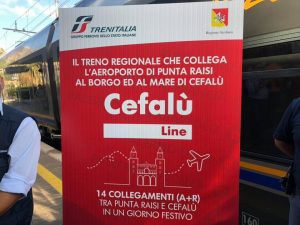 TRENITALIA
GRUPPO FERROVIE DELLO STATO ITALIANE
Regione Siciliana
IL TRENO REGIONALE CHE COLLEGA
L'AEROPORTO DI PUNTA RAISI
AL BORGO ED AL MARE DI CEFALÙ
Cefalù
Line
14 COLLEGAMENTI (A+R)
TRA PUNTA RAISI E CEFALÙ
IN UN GIORNO FESTIVO
160